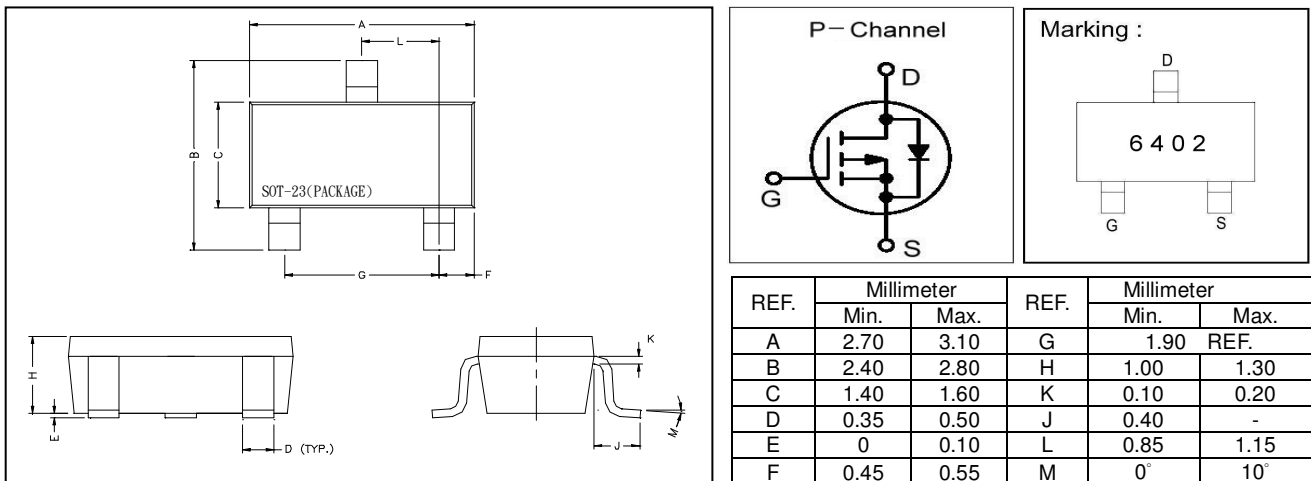 A
L
B
C
SOT-23(PACKAGE)
G
F
H
E
D (TYP.)
K
J
M
P-Channel
D
G
S
Marking :
D
6402
G
S
REF. Millimeter REF. Millimeter
Min. Max. Min. Max.
A 2.70 3.10 G 1.90 REF.
B 2.40 2.80 H 1.00 1.30
C 1.40 1.60 K 0.10 0.20
D 0.35 0.50 J 0.40 -
E 0 0.10 L 0.85 1.15
F 0.45 0.55 M 0° 10°